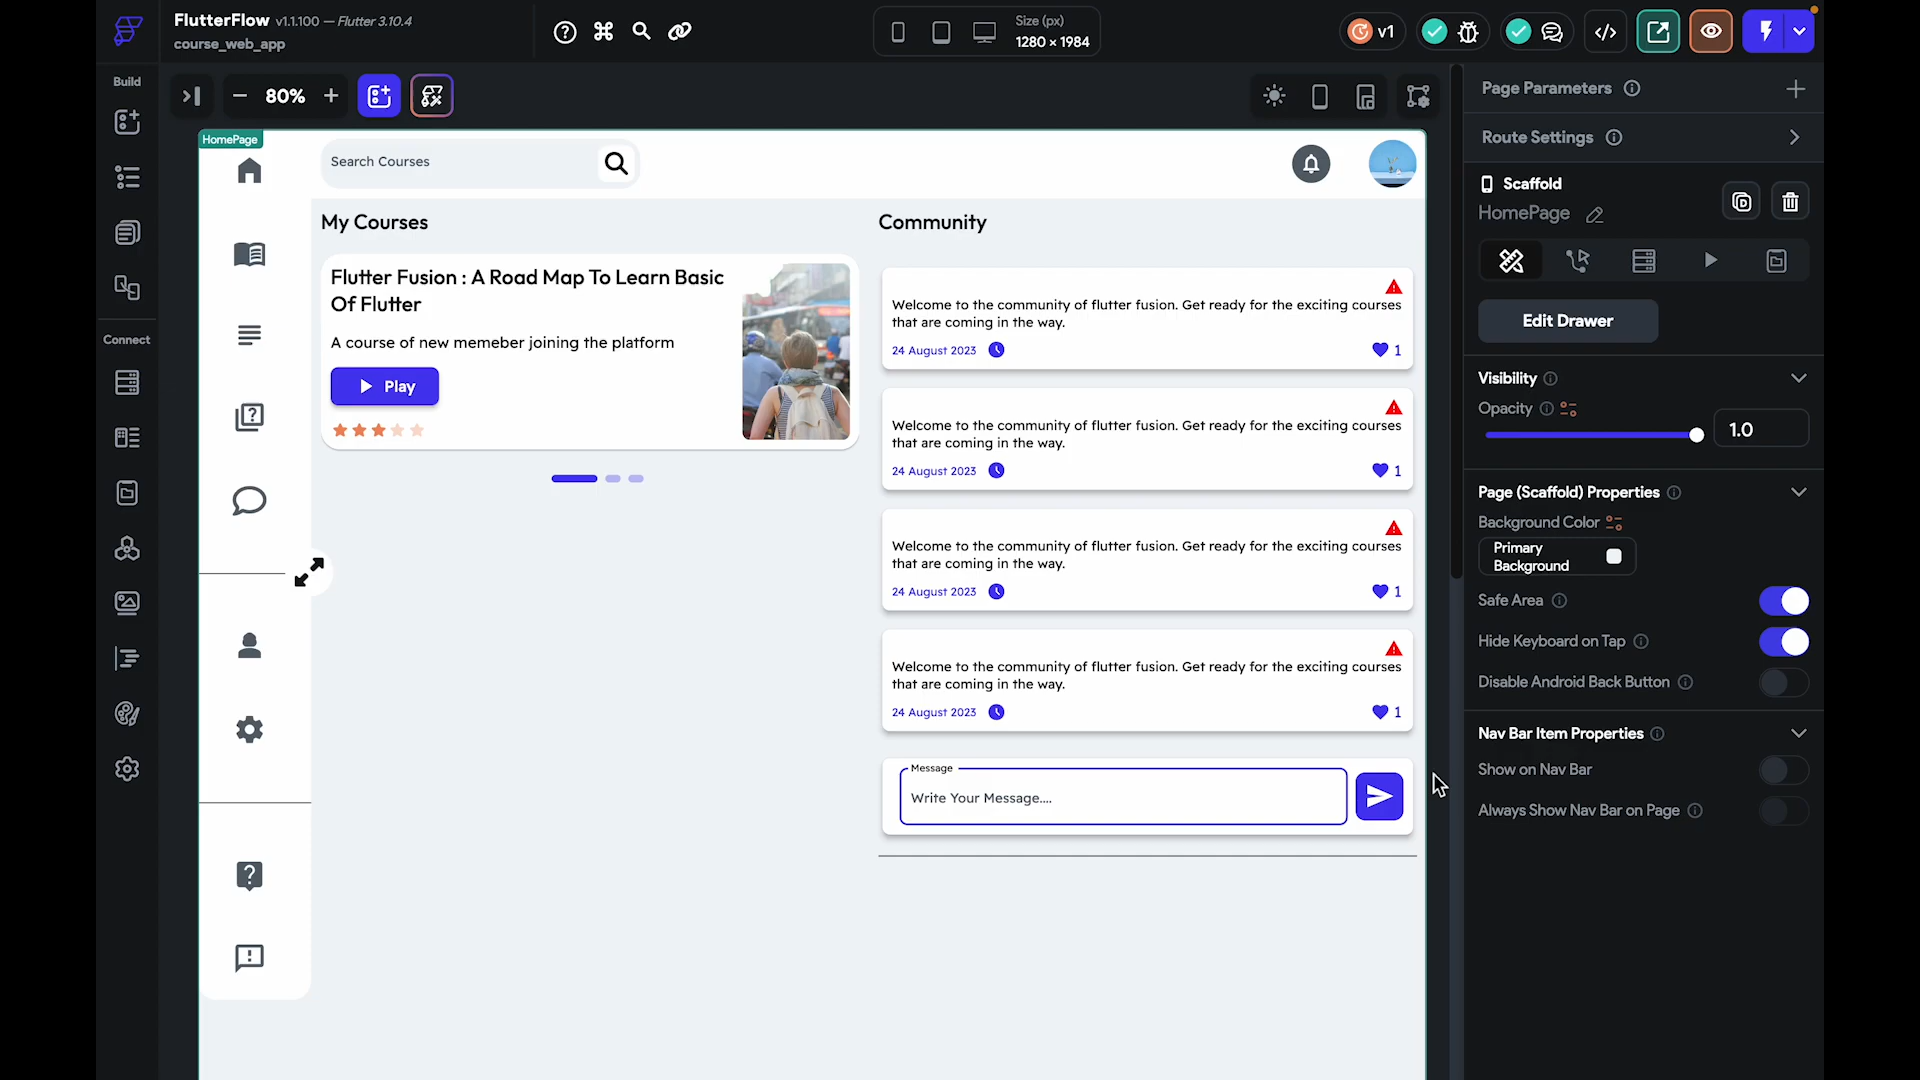 FlutterFlow v1.1.100 — Flutter 3.10.4
course_web_app
Size (px)
1280 × 1984
v1
Build
Connect
80%
HomePage
Search Courses
My Courses
Flutter Fusion : A Road Map To Learn Basic
Of Flutter
A course of new memeber joining the platform
Play
Community
Welcome to the community of flutter fusion. Get ready for the exciting courses
that are coming in the way.
24 August 2023
1
Welcome to the community of flutter fusion. Get ready for the exciting courses
that are coming in the way.
24 August 2023
1
Welcome to the community of flutter fusion. Get ready for the exciting courses
that are coming in the way.
24 August 2023
1
Welcome to the community of flutter fusion. Get ready for the exciting courses
that are coming in the way.
24 August 2023
1
Message
Write Your Message....
Page Parameters
Route Settings
Scaffold
HomePage
Edit Drawer
Visibility
Opacity
1.0
Page (Scaffold) Properties
Background Color
Primary
Background
Safe Area
Hide Keyboard on Tap
Disable Android Back Button
Nav Bar Item Properties
Show on Nav Bar
Always Show Nav Bar on Page